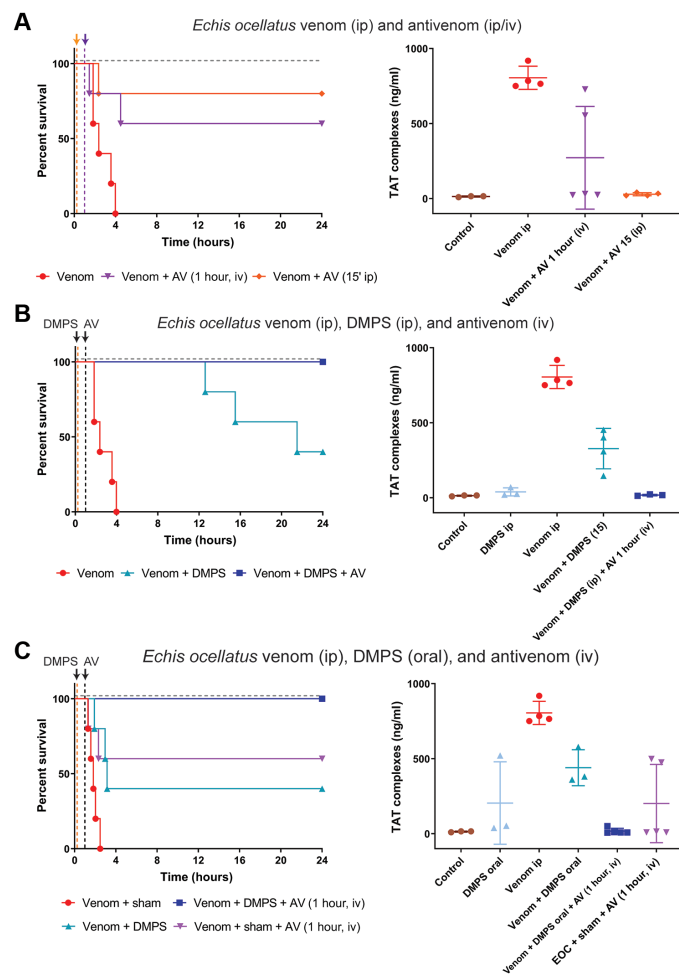 A
Echis ocellatus venom (ip) and antivenom (ip/iv)
Percent survival
100
50
0
0 4 8 12 16 20 24
Time (hours)
Venom
Venom + AV (1 hour, iv)
Venom + AV (15' ip)
TAT complexes (ng/ml)
1000
500
0
Control
Venom ip
Venom + AV 1 hour (iv)
Venom + AV 15 (ip)
B
DMPS AV
Echis ocellatus venom (ip), DMPS (ip), and antivenom (iv)
Percent survival
100
50
0
0 4 8 12 16 20 24
Time (hours)
Venom
Venom + DMPS
Venom + DMPS + AV
TAT complexes (ng/ml)
1000
500
0
Control
DMPS ip
Venom ip
Venom + DMPS (15)
Venom + DMPS (ip) + AV 1 hour (iv)
C
DMPS AV
Echis ocellatus venom (ip), DMPS (oral), and antivenom (iv)
Percent survival
100
50
0
0 4 8 12 16 20 24
Time (hours)
Venom + sham
Venom + DMPS + AV (1 hour, iv)
Venom + DMPS
Venom + sham + AV (1 hour, iv)
TAT complexes (ng/ml)
1000
500
0
Control
DMPS oral
Venom ip
Venom + DMPS oral
Venom + DMPS oral + AV (1 hour, iv)
EOC + sham + AV (1 hour, iv)